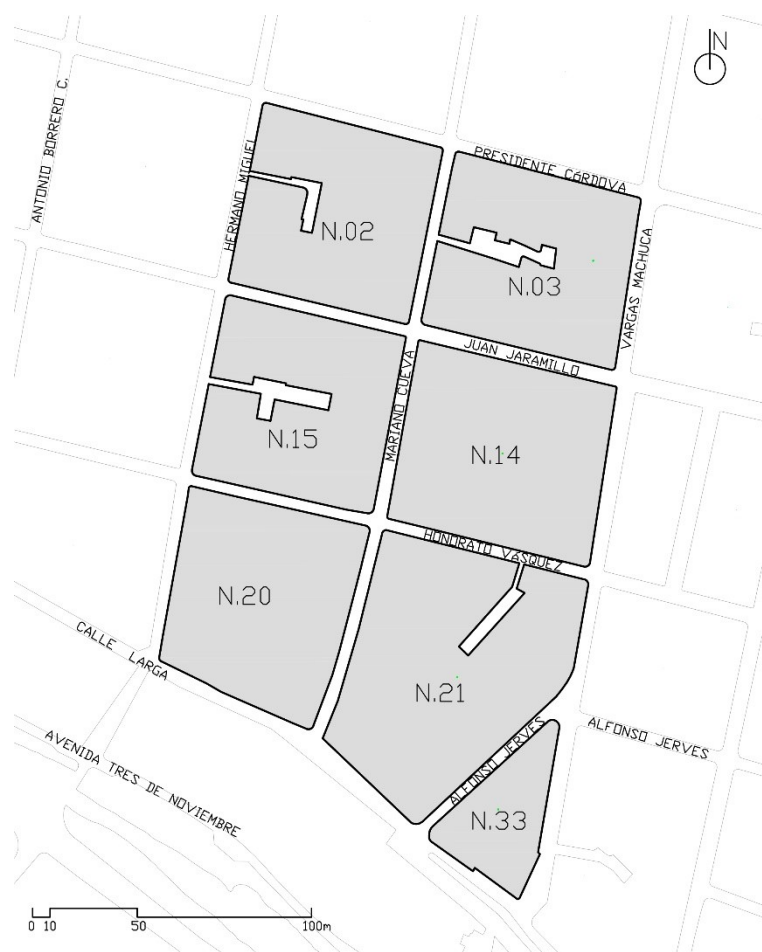 N
ANTONIO BORRERO C.
HERMANO MIGUEL
PRESIDENTE CÓRDOVA
N.02
N.03
VARGAS MACHUCA
JUAN JARAMILLO
MARIANO CUEVA
N.15
N.14
HONORATO VÁSQUEZ
N.20
CALLE LARGA
N.21
ALFONSO JERVES
ALFONSO JERVES
AVENIDA TRES DE NOVIEMBRE
N.33
0 10 50 100m